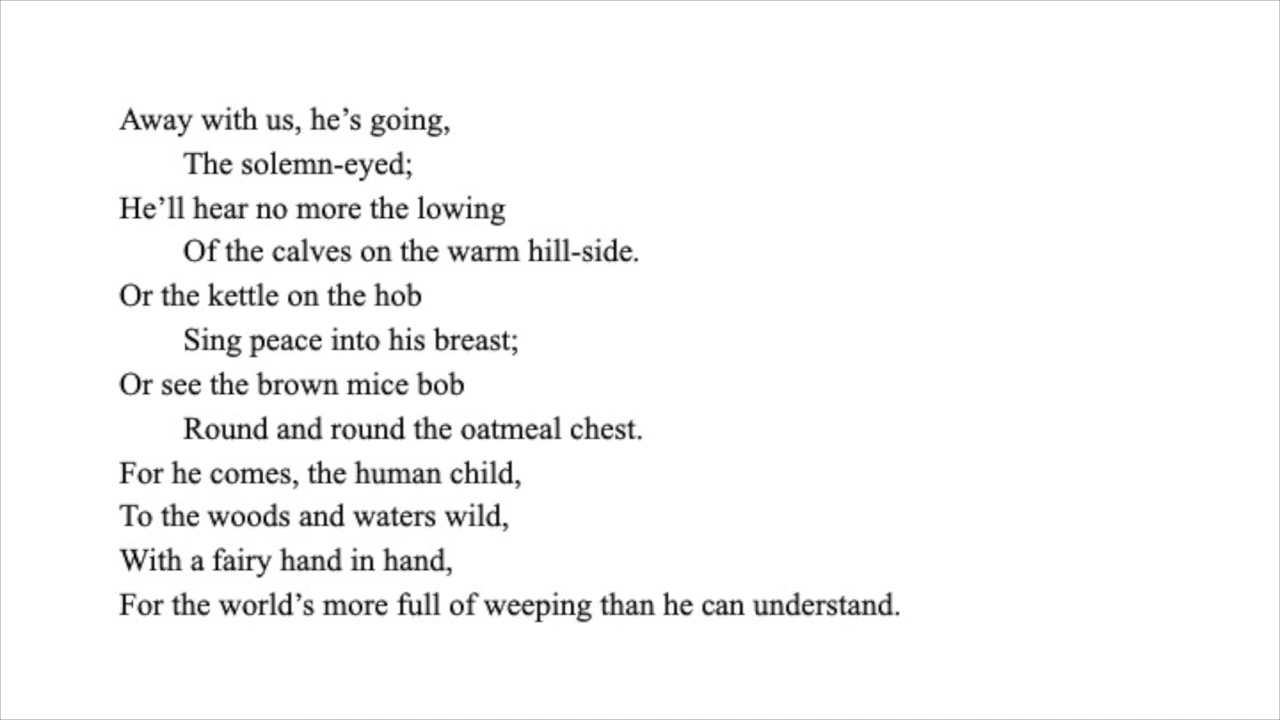 Away with us, he’s going,
The solemn-eyed;
He’ll hear no more the lowing
Of the calves on the warm hill-side.
Or the kettle on the hob
Sing peace into his breast;
Or see the brown mice bob
Round and round the oatmeal chest.
For he comes, the human child,
To the woods and waters wild,
With a fairy hand in hand,
For the world’s more full of weeping than he can understand.